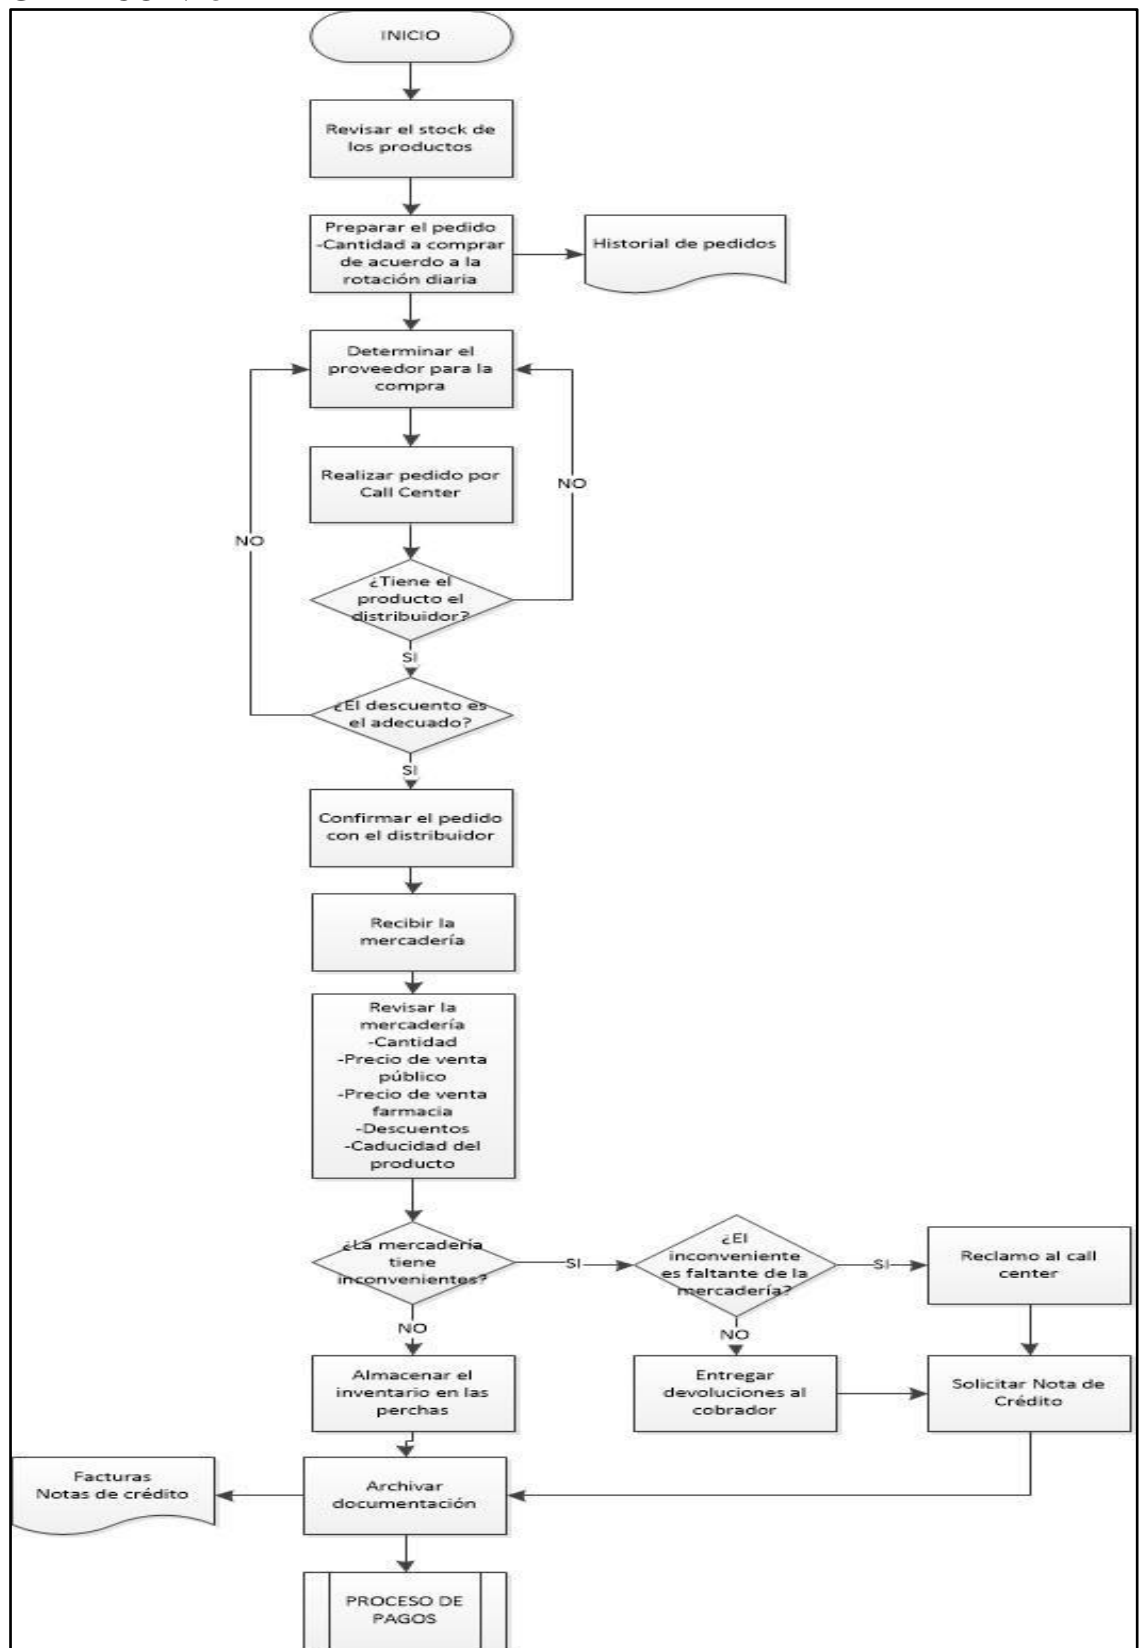 INICIO
Revisar el stock de
los productos
Preparar el pedido
-Cantidad a comprar
de acuerdo a la
rotación diaria
Historial de pedidos
Determinar el
proveedor para la
compra
Realizar pedido por
Call Center
NO
NO
¿Tiene el
producto el
distribuidor?
SI
¿El descuento es
el adecuado?
SI
Confirmar el pedido
con el distribuidor
Recibir la
mercadería
Revisar la
mercadería
-Cantidad
-Precio de venta
público
-Precio de venta
farmacia
-Descuentos
-Caducidad del
producto
¿La mercadería
tiene
inconvenientes?
SI
¿El
inconveniente
es faltante de la
mercadería?
SI
Reclamo al call
center
NO
NO
Almacenar el
inventario en las
perchas
Entregar
devoluciones al
cobrador
Solicitar Nota de
Crédito
Facturas
Notas de crédito
Archivar
documentación
PROCESO DE
PAGOS